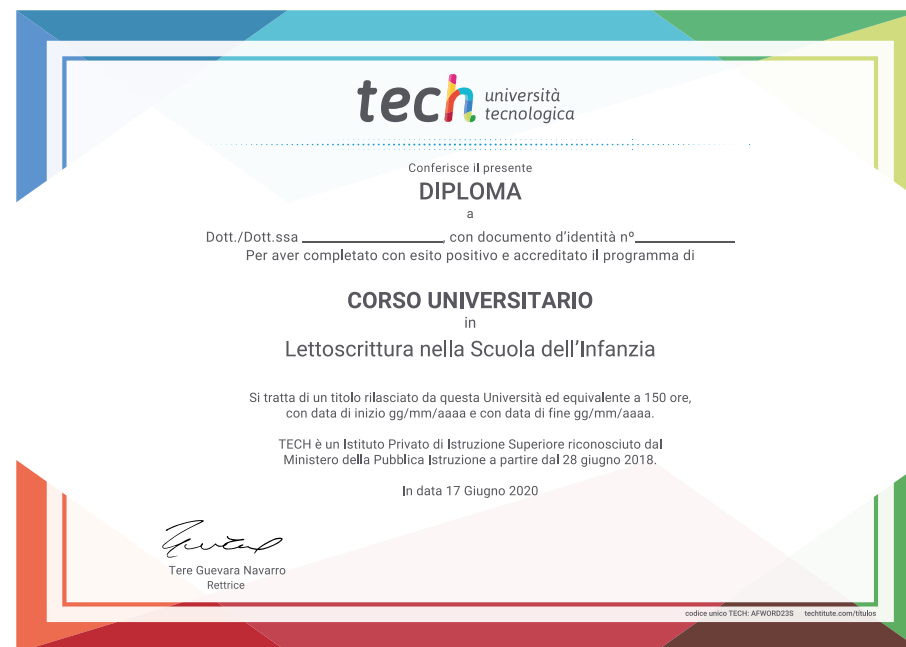 tech università
tecnologica
Conferisce il presente
DIPLOMA
a
Dott./Dott.ssa ____________________, con documento d'identità nº______________
Per aver completato con esito positivo e accreditato il programma di
CORSO UNIVERSITARIO
in
Lettoscrittura nella Scuola dell'Infanzia
Si tratta di un titolo rilasciato da questa Università ed equivalente a 150 ore,
con data di inizio gg/mm/aaaa e con data di fine gg/mm/aaaa.
TECH è un Istituto Privato di Istruzione Superiore riconosciuto dal
Ministero della Pubblica Istruzione a partire dal 28 giugno 2018.
In data 17 Giugno 2020
Tere Guevara Navarro
Rettrice
codice unico TECH: AFWORD23S techtitute.com/títulos